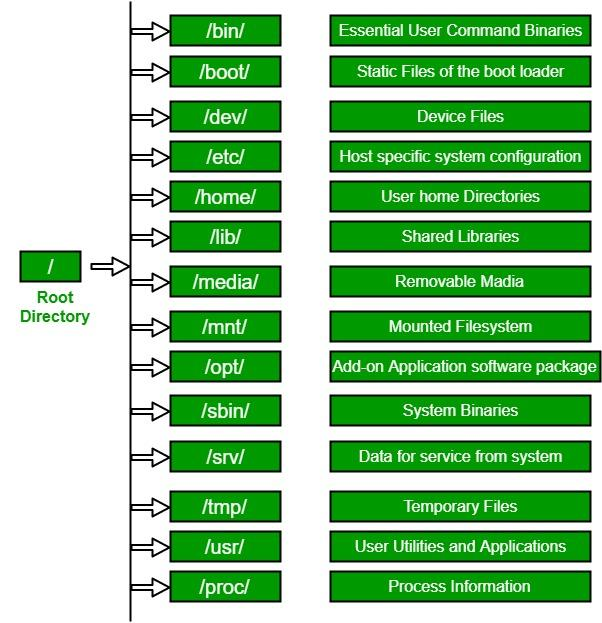 /bin/ Essential User Command Binaries
/boot/ Static Files of the boot loader
/dev/ Device Files
/etc/ Host specific system configuration
/home/ User home Directories
/lib/ Shared Libraries
/
Root
Directory
/media/ Removable Madia
/mnt/ Mounted Filesystem
/opt/ Add-on Application software package
/sbin/ System Binaries
/srv/ Data for service from system
/tmp/ Temporary Files
/usr/ User Utilities and Applications
/proc/ Process Information